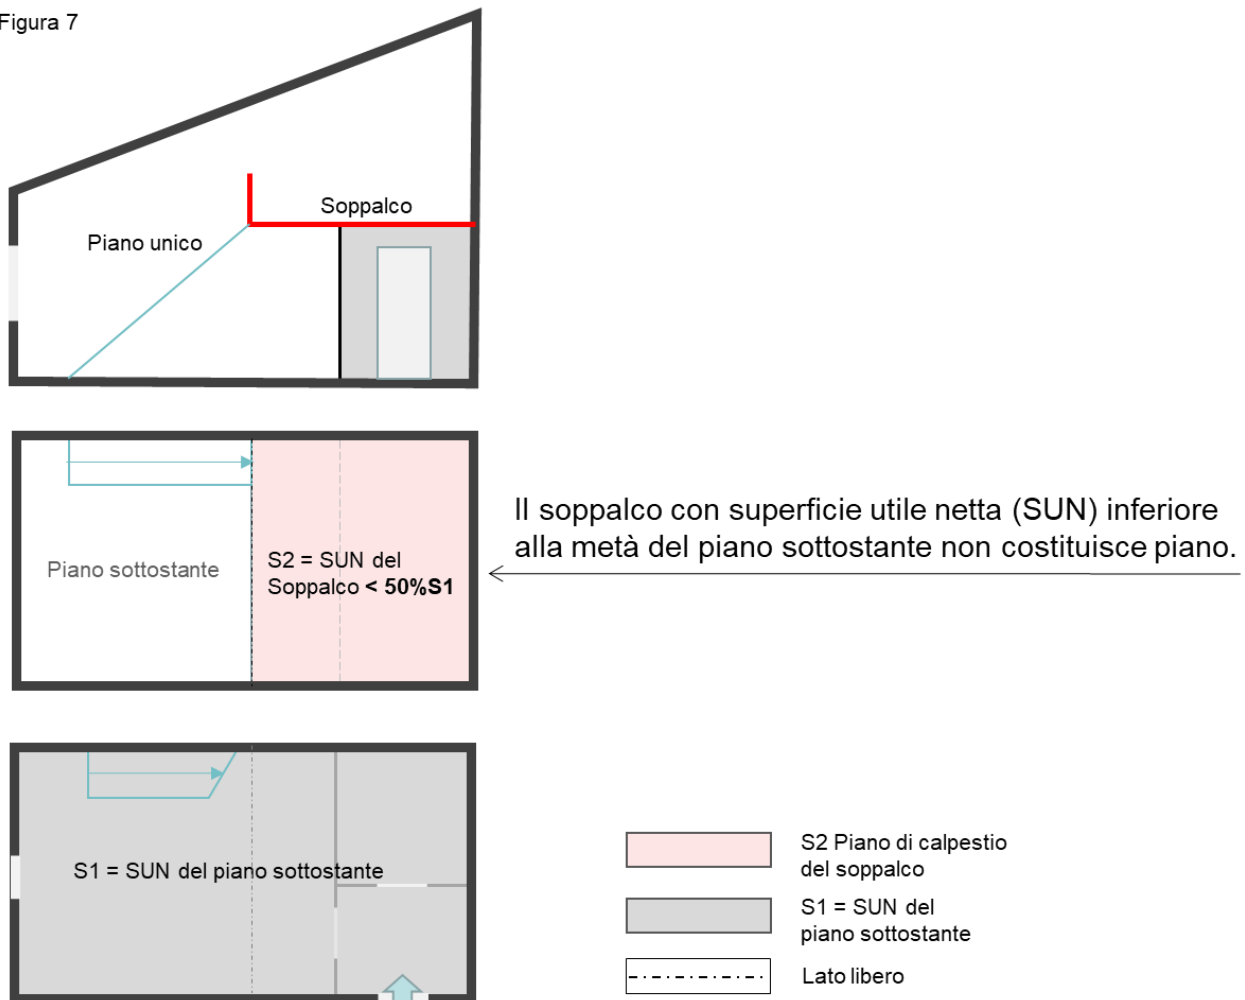 Figura 7
Soppalco
Piano unico
Il soppalco con superficie utile netta (SUN) inferiore
alla metà del piano sottostante non costituisce piano.
Piano sottostante
S2 = SUN del
Soppalco < 50%S1
S1 = SUN del piano sottostante
S2 Piano di calpestio
del soppalco
S1 = SUN del
piano sottostante
Lato libero